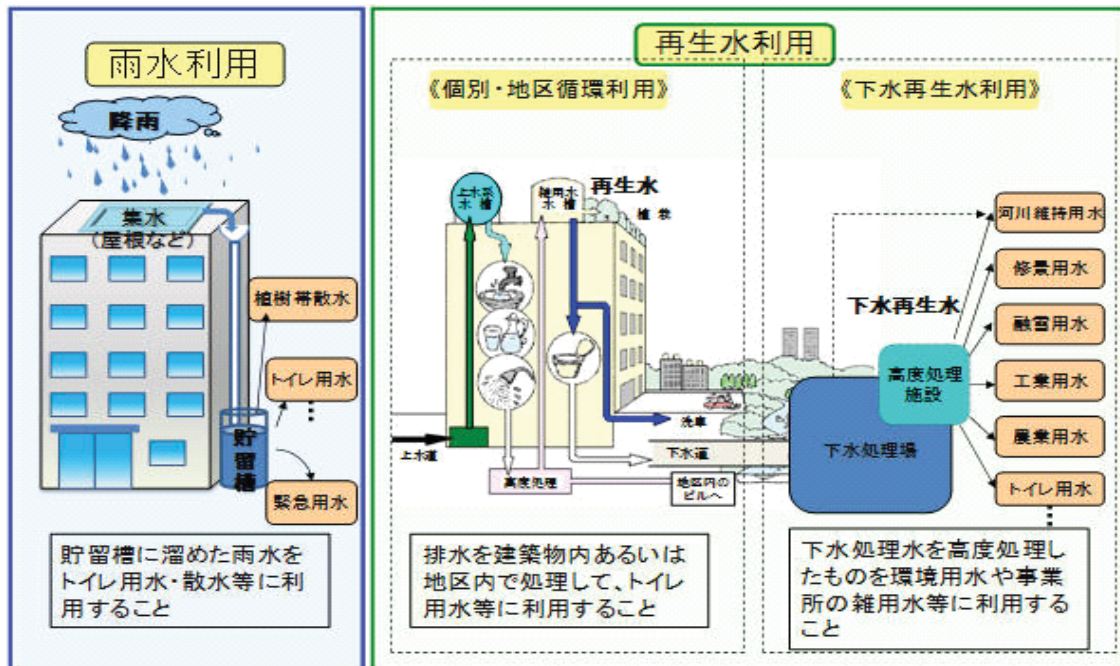 雨水利用
降雨
集水
（屋根など）
植樹帯散水
トイレ用水
貯留槽
緊急用水
貯留槽に溜めた雨水を
トイレ用水・散水等に利
用すること
再生水利用
《個別・地区循環利用》
上水系
水槽
雑用水
水槽
再生水
植栽
洗車
上水道
下水道
高度処理
地区内の
ビルへ
排水を建築物内あるいは
地区内で処理して、トイレ
用水等に利用すること
《下水再生水利用》
下水再生水
高度処理
施設
下水処理場
河川維持用水
修景用水
融雪用水
工業用水
農業用水
トイレ用水
下水処理水を高度処理し
たものを環境用水や事業
所の雑用水等に利用する
こと